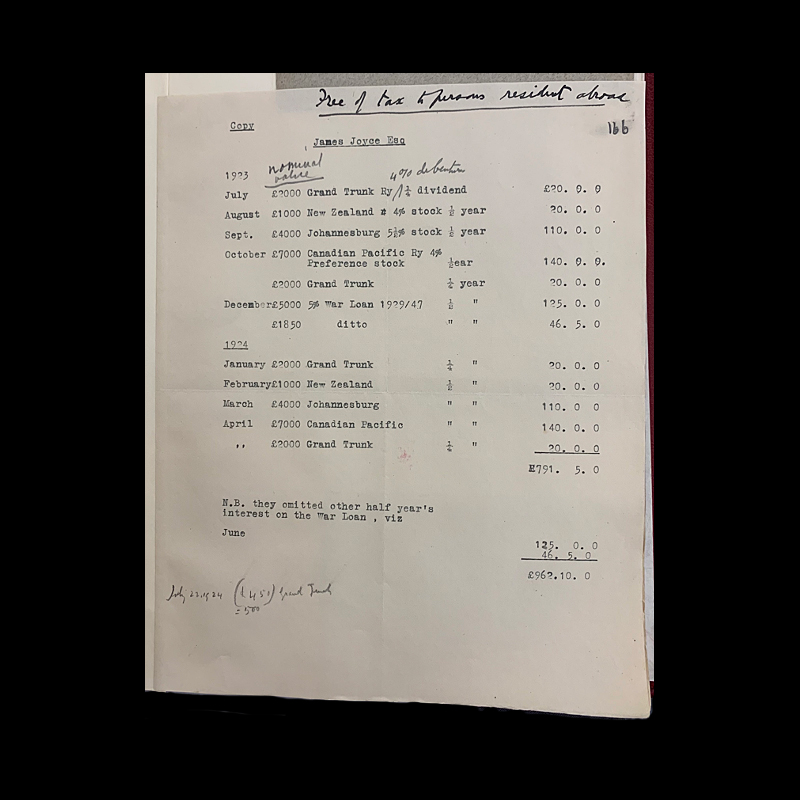 Free of tax to persons resident abroad
166
Copy
James Joyce Esq
nominal
value
4% debenture
1923
July £2000 Grand Trunk Ry / ¼ dividend £20. 0. 0
August £1000 New Zealand 4% stock ½ year 20. 0. 0
Sept. £4000 Johannesburg 5½% stock ½ year 110. 0. 0
October £7000 Canadian Pacific Ry 4%
Preference stock ½ear 140. 0. 0.
£2000 Grand Trunk ¼ year 20. 0. 0
December£5000 5% War Loan 1929/47 ½ " 125. 0. 0
£1850 ditto " " 46. 5. 0
1924
January £2000 Grand Trunk ¼ " 20. 0. 0
February£1000 New Zealand ½ " 20. 0. 0
March £4000 Johannesburg " " 110. 0 0
April £7000 Canadian Pacific " " 140. 0. 0
,, £2000 Grand Trunk ¼ " 20. 0. 0
£791. 5. 0
N.B. they omitted other half year's
interest on the War Loan , viz
June
125. 0. 0
46. 5. 0
£962.10. 0
July 22.1924 (£450) Grand Trunk
= 500